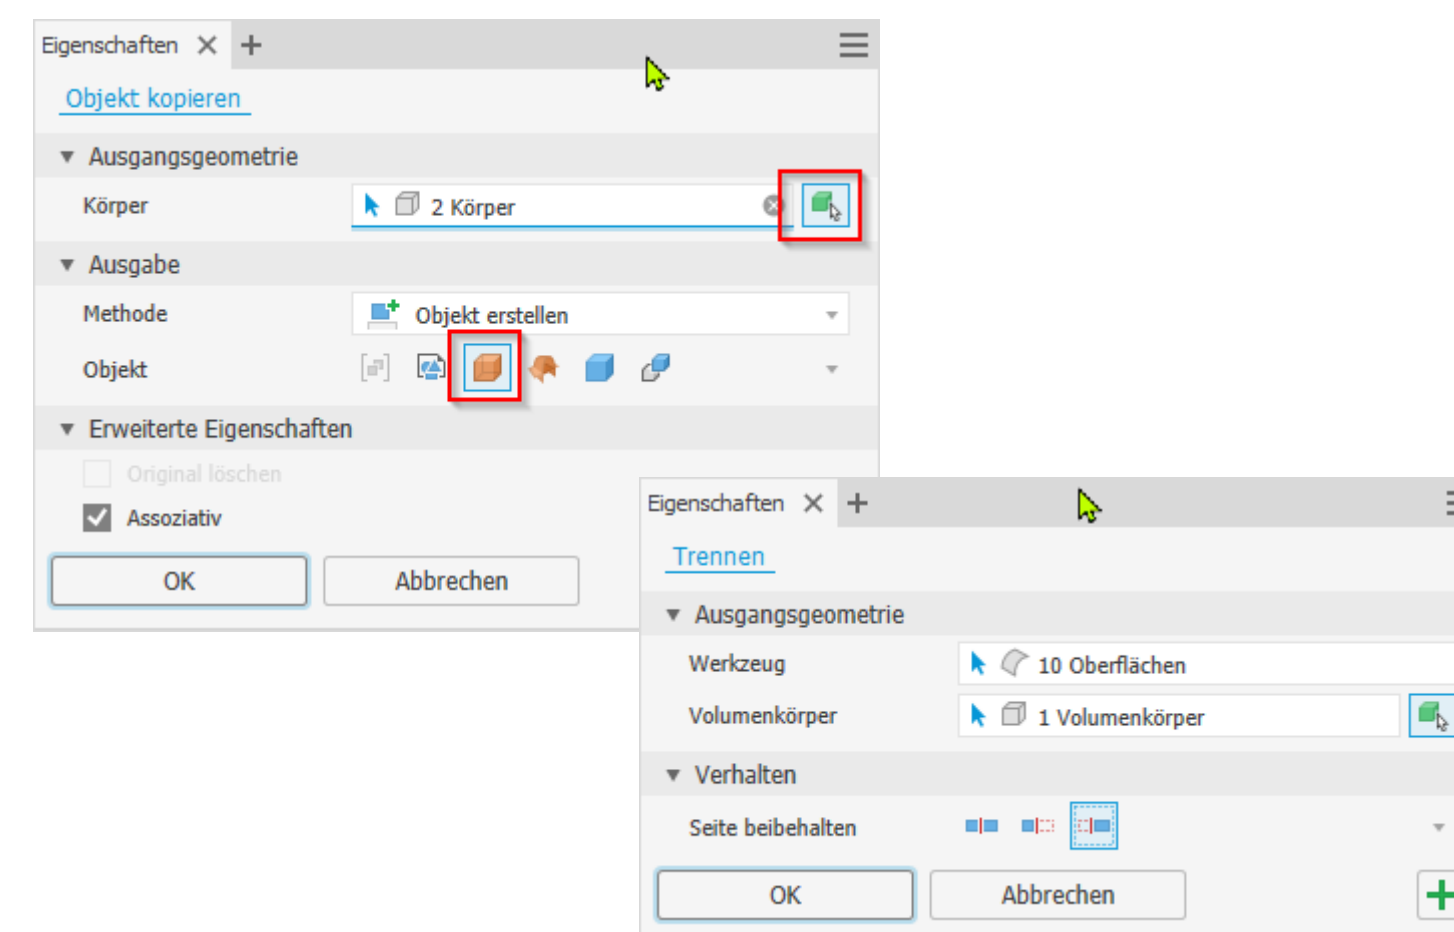 Eigenschaften
Objekt kopieren
Ausgangsgeometrie
Körper
2 Körper
Ausgabe
Methode
Objekt erstellen
Objekt
Erweiterte Eigenschaften
Original löschen
Assoziativ
OK
Abbrechen
Eigenschaften
Trennen
Ausgangsgeometrie
Werkzeug
10 Oberflächen
Volumenkörper
1 Volumenkörper
Verhalten
Seite beibehalten
OK
Abbrechen